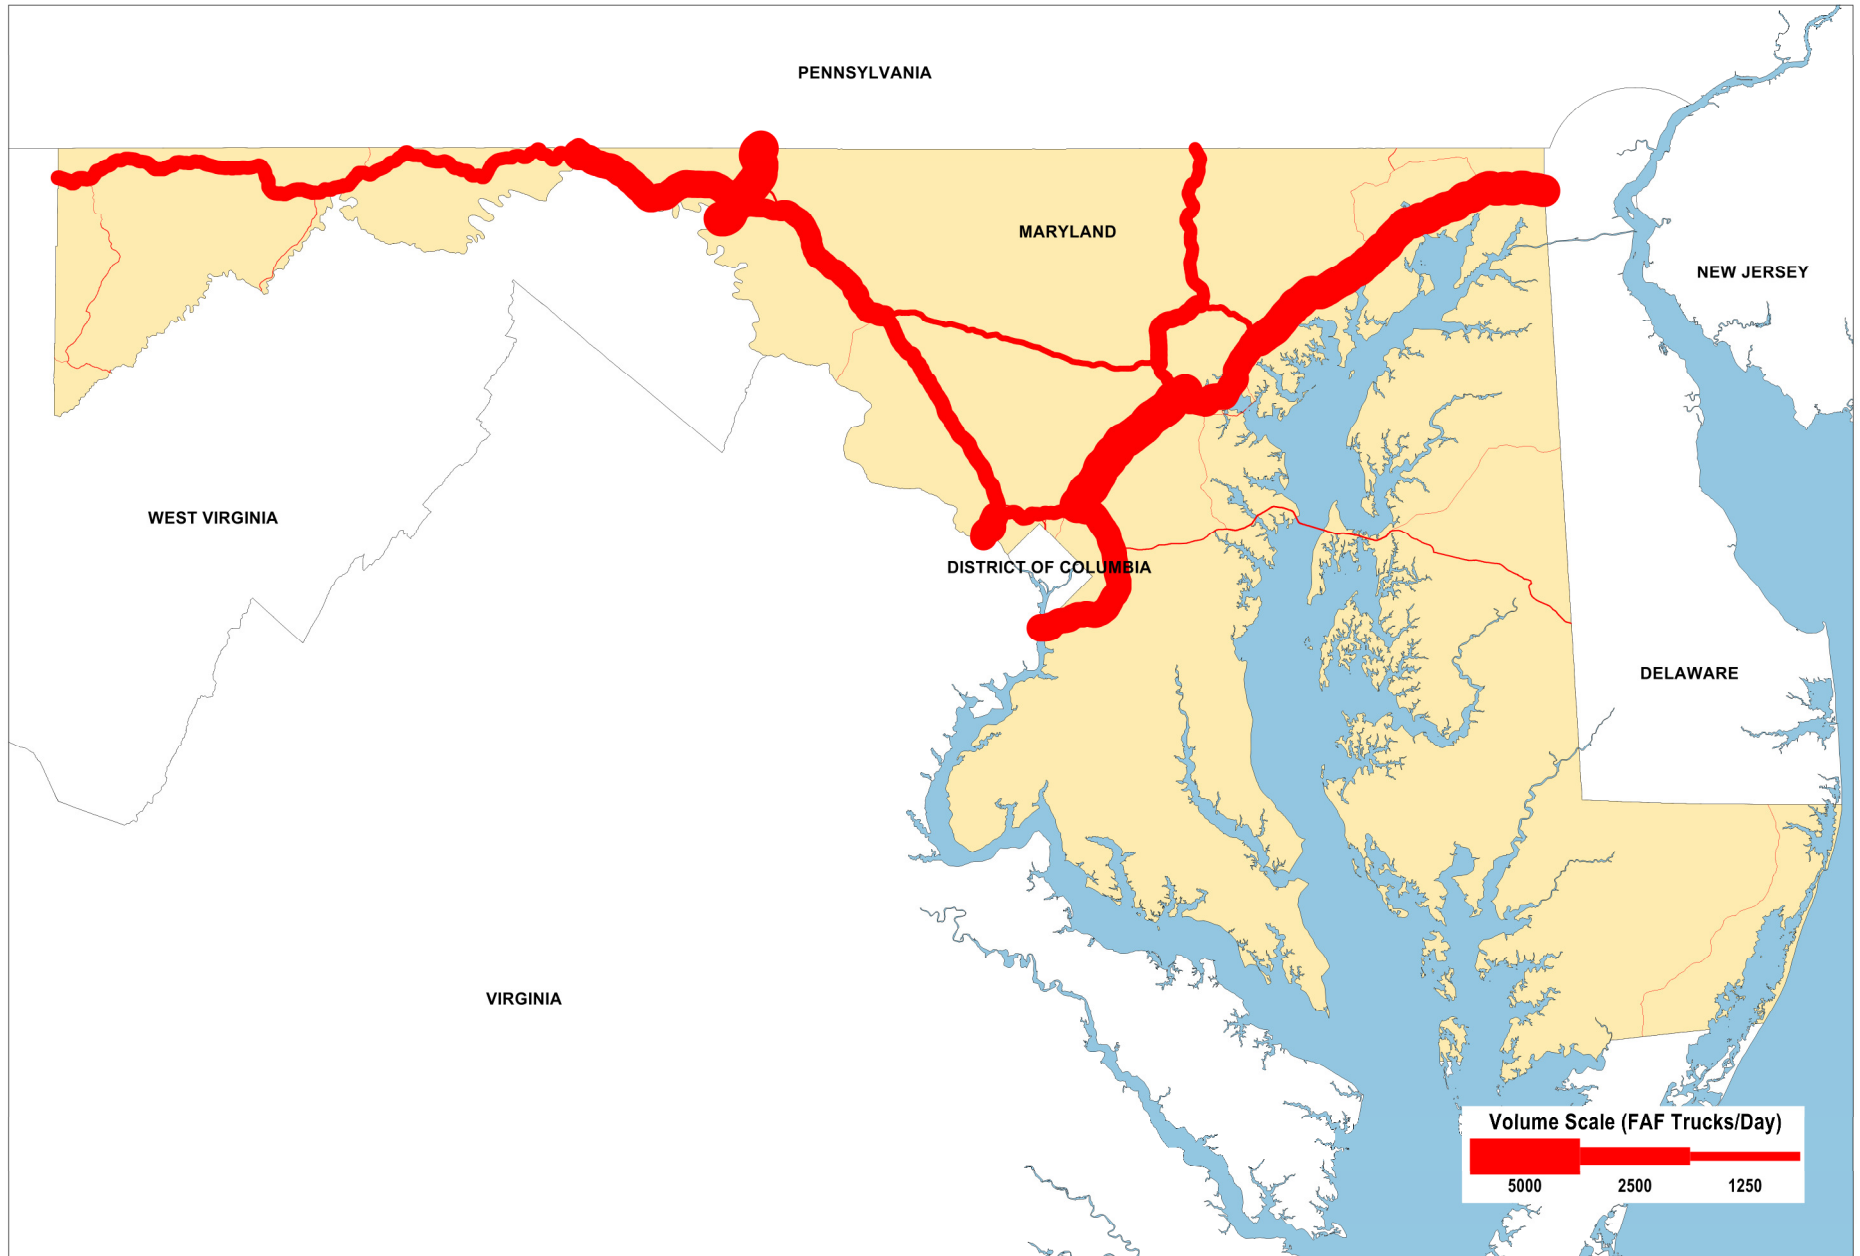 PENNSYLVANIA
MARYLAND
NEW JERSEY
WEST VIRGINIA
DISTRICT OF COLUMBIA
DELAWARE
VIRGINIA
Volume Scale (FAF Trucks/Day)
5000 2500 1250